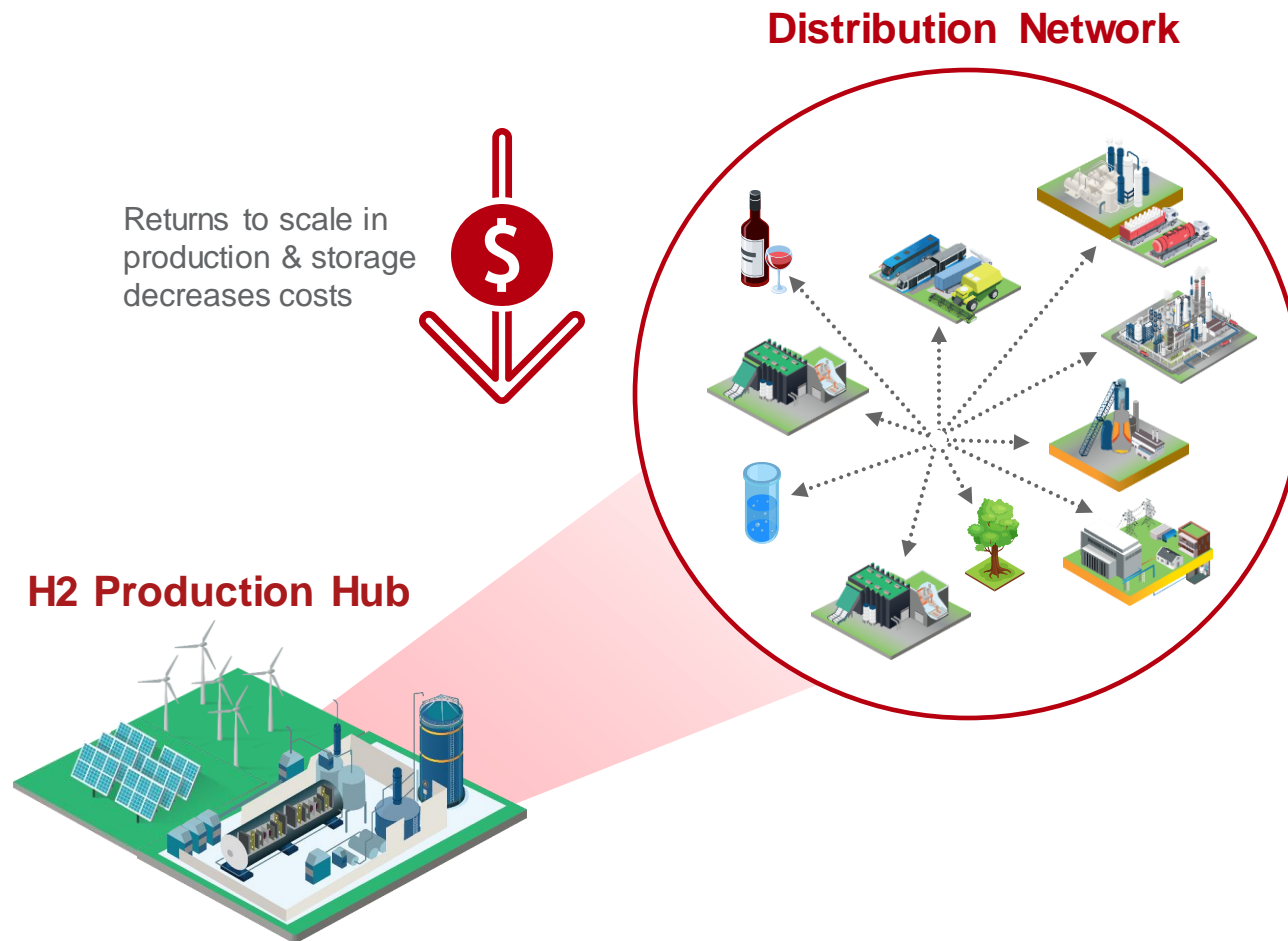 Distribution Network
Returns to scale in
production & storage
decreases costs
$
H2 Production Hub